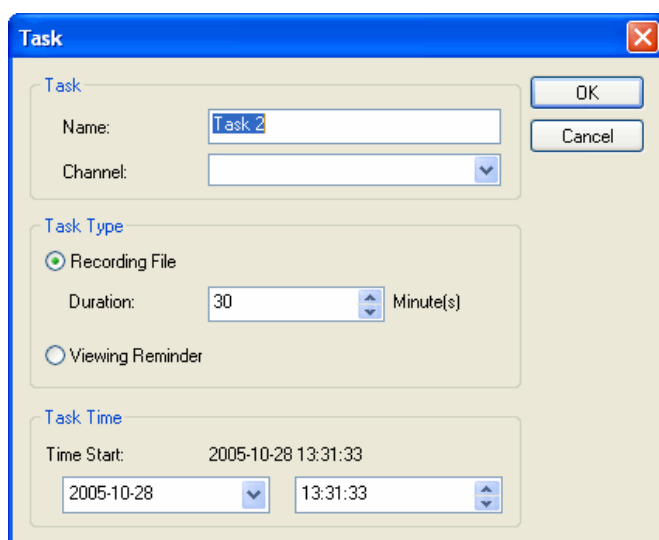 Task
Task
OK
Name: Task 2
Cancel
Channel:
Task Type
Recording File
Duration: 30 Minute(s)
Viewing Reminder
Task Time
Time Start: 2005-10-28 13:31:33
2005-10-28 13:31:33